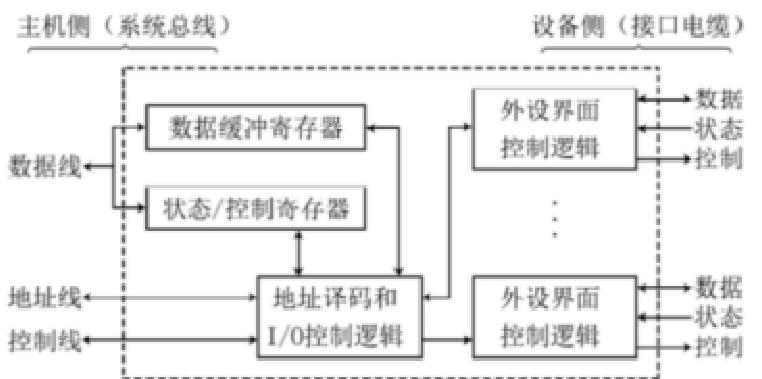 主机侧（系统总线）
设备侧（接口电缆）
数据缓冲寄存器
外设界面
控制逻辑
数据
状态
控制
数据线
状态/控制寄存器
地址线
控制线
地址译码和
I/O控制逻辑
外设界面
控制逻辑
数据
状态
控制